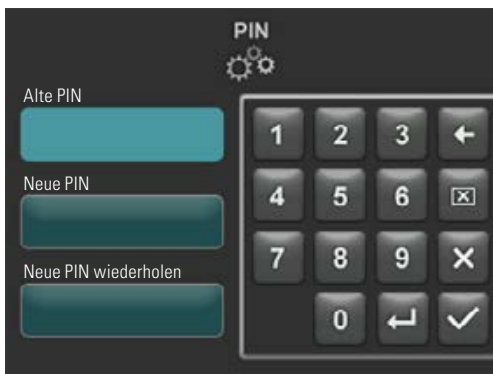 PIN
Alte PIN
1 2 3
Neue PIN
4 5 6
7 8 9
Neue PIN wiederholen
0